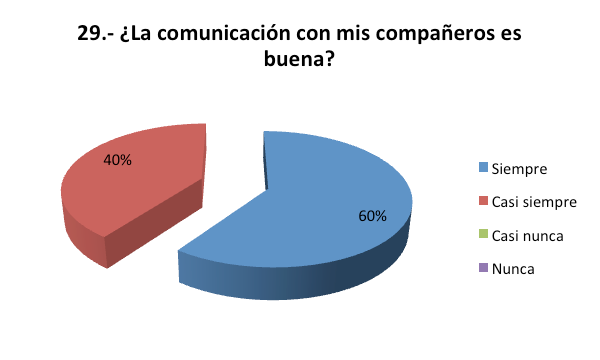 29.- ¿La comunicación con mis compañeros es
buena?
40%
60%
Siempre
Casi siempre
Casi nunca
Nunca